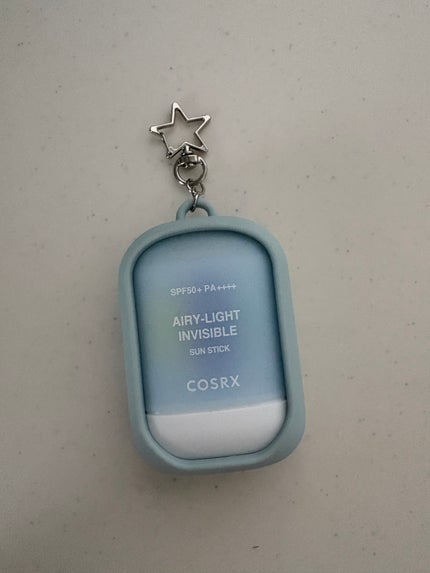 SPF50+ PA++++
AIRY-LIGHT
INVISIBLE
SUN STICK
COSRX